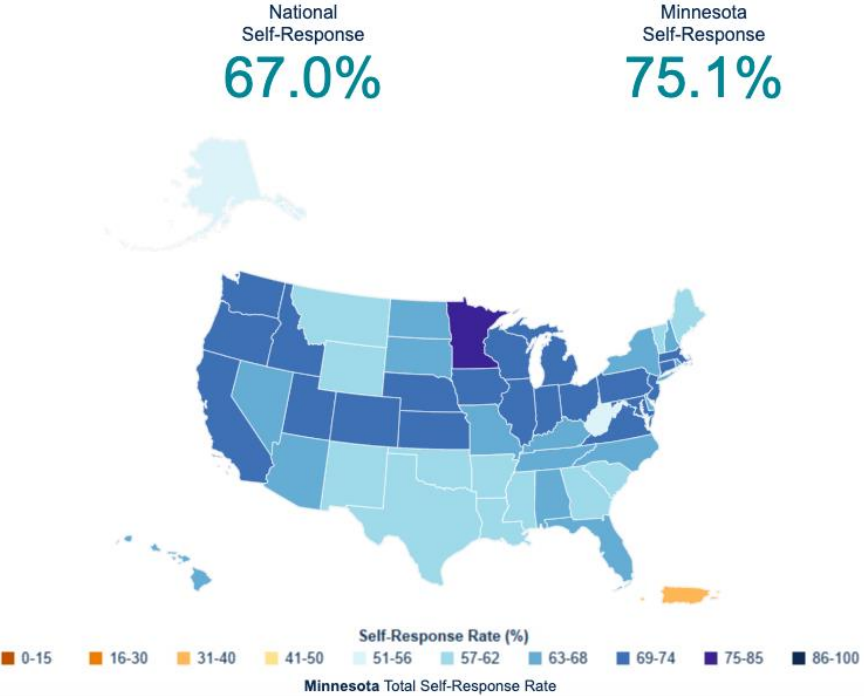 National
Self-Response
67.0%
Minnesota
Self-Response
75.1%
Self-Response Rate (%)
0-15 16-30 31-40 41-50 51-56 57-62 63-68 69-74 75-85 86-100
Minnesota Total Self-Response Rate